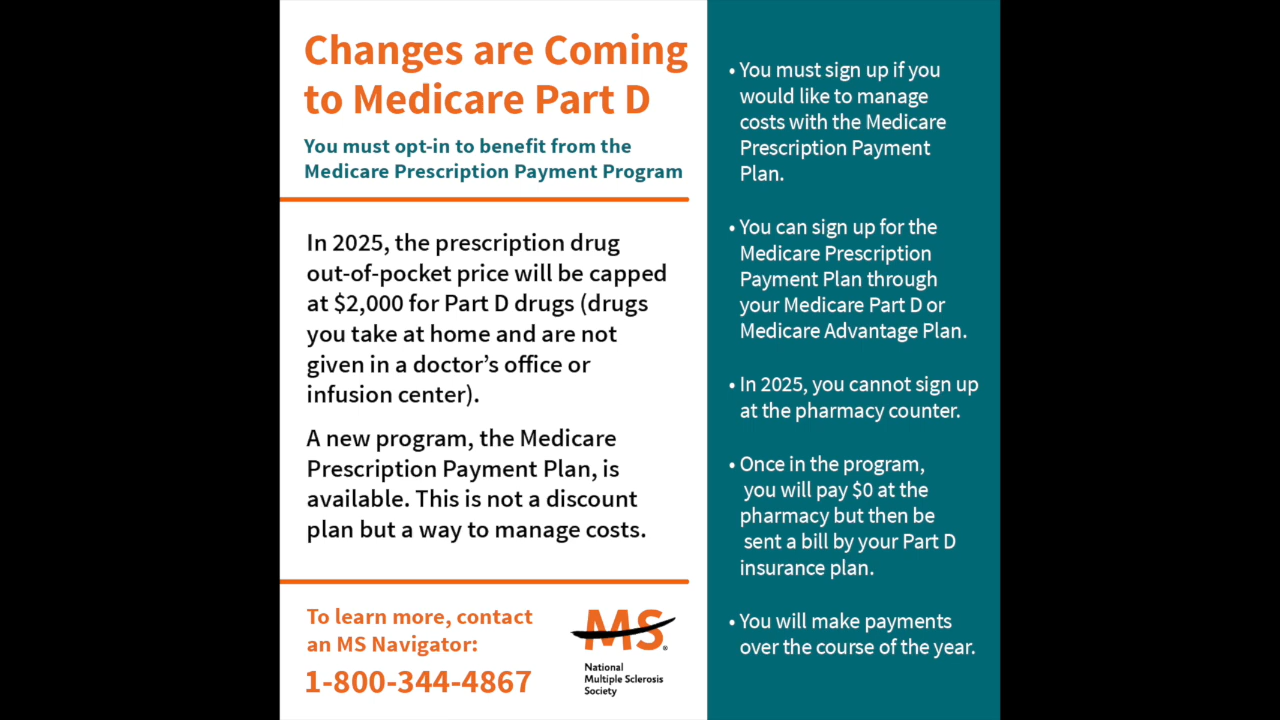 Changes are Coming
to Medicare Part D
You must opt-in to benefit from the
Medicare Prescription Payment Program
In 2025, the prescription drug
out-of-pocket price will be capped
at $2,000 for Part D drugs (drugs
you take at home and are not
given in a doctor’s office or
infusion center).
A new program, the Medicare
Prescription Payment Plan, is
available. This is not a discount
plan but a way to manage costs.
To learn more, contact
an MS Navigator:
1-800-344-4867
MS®
National
Multiple Sclerosis
Society
• You must sign up if you
would like to manage
costs with the Medicare
Prescription Payment
Plan.
• You can sign up for the
Medicare Prescription
Payment Plan through
your Medicare Part D or
Medicare Advantage Plan.
• In 2025, you cannot sign up
at the pharmacy counter.
• Once in the program,
you will pay $0 at the
pharmacy but then be
sent a bill by your Part D
insurance plan.
• You will make payments
over the course of the year.